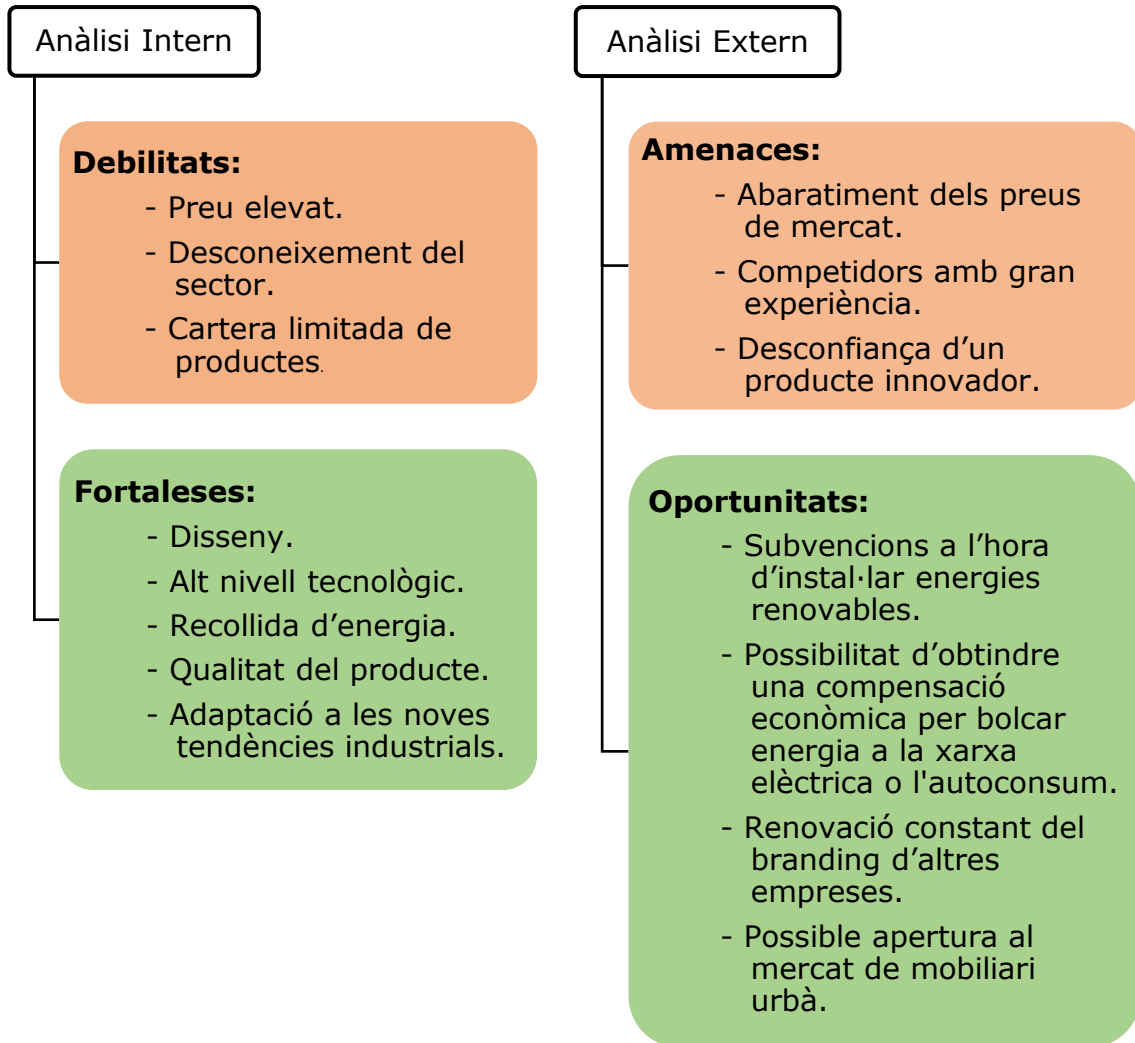 Anàlisi Intern
Debilitats:
- Preu elevat.
- Desconeixement del
sector.
- Cartera limitada de
productes.
Fortaleses:
- Disseny.
- Alt nivell tecnològic.
- Recollida d’energia.
- Qualitat del producte.
- Adaptació a les noves
tendències industrials.
Anàlisi Extern
Amenaces:
- Abaratiment dels preus
de mercat.
- Competidors amb gran
experiència.
- Desconfiança d’un
producte innovador.
Oportunitats:
- Subvencions a l’hora
d’instal·lar energies
renovables.
- Possibilitat d’obtindre
una compensació
econòmica per bolcar
energia a la xarxa
elèctrica o l'autoconsum.
- Renovació constant del
branding d’altres
empreses.
- Possible apertura al
mercat de mobiliari
urbà.